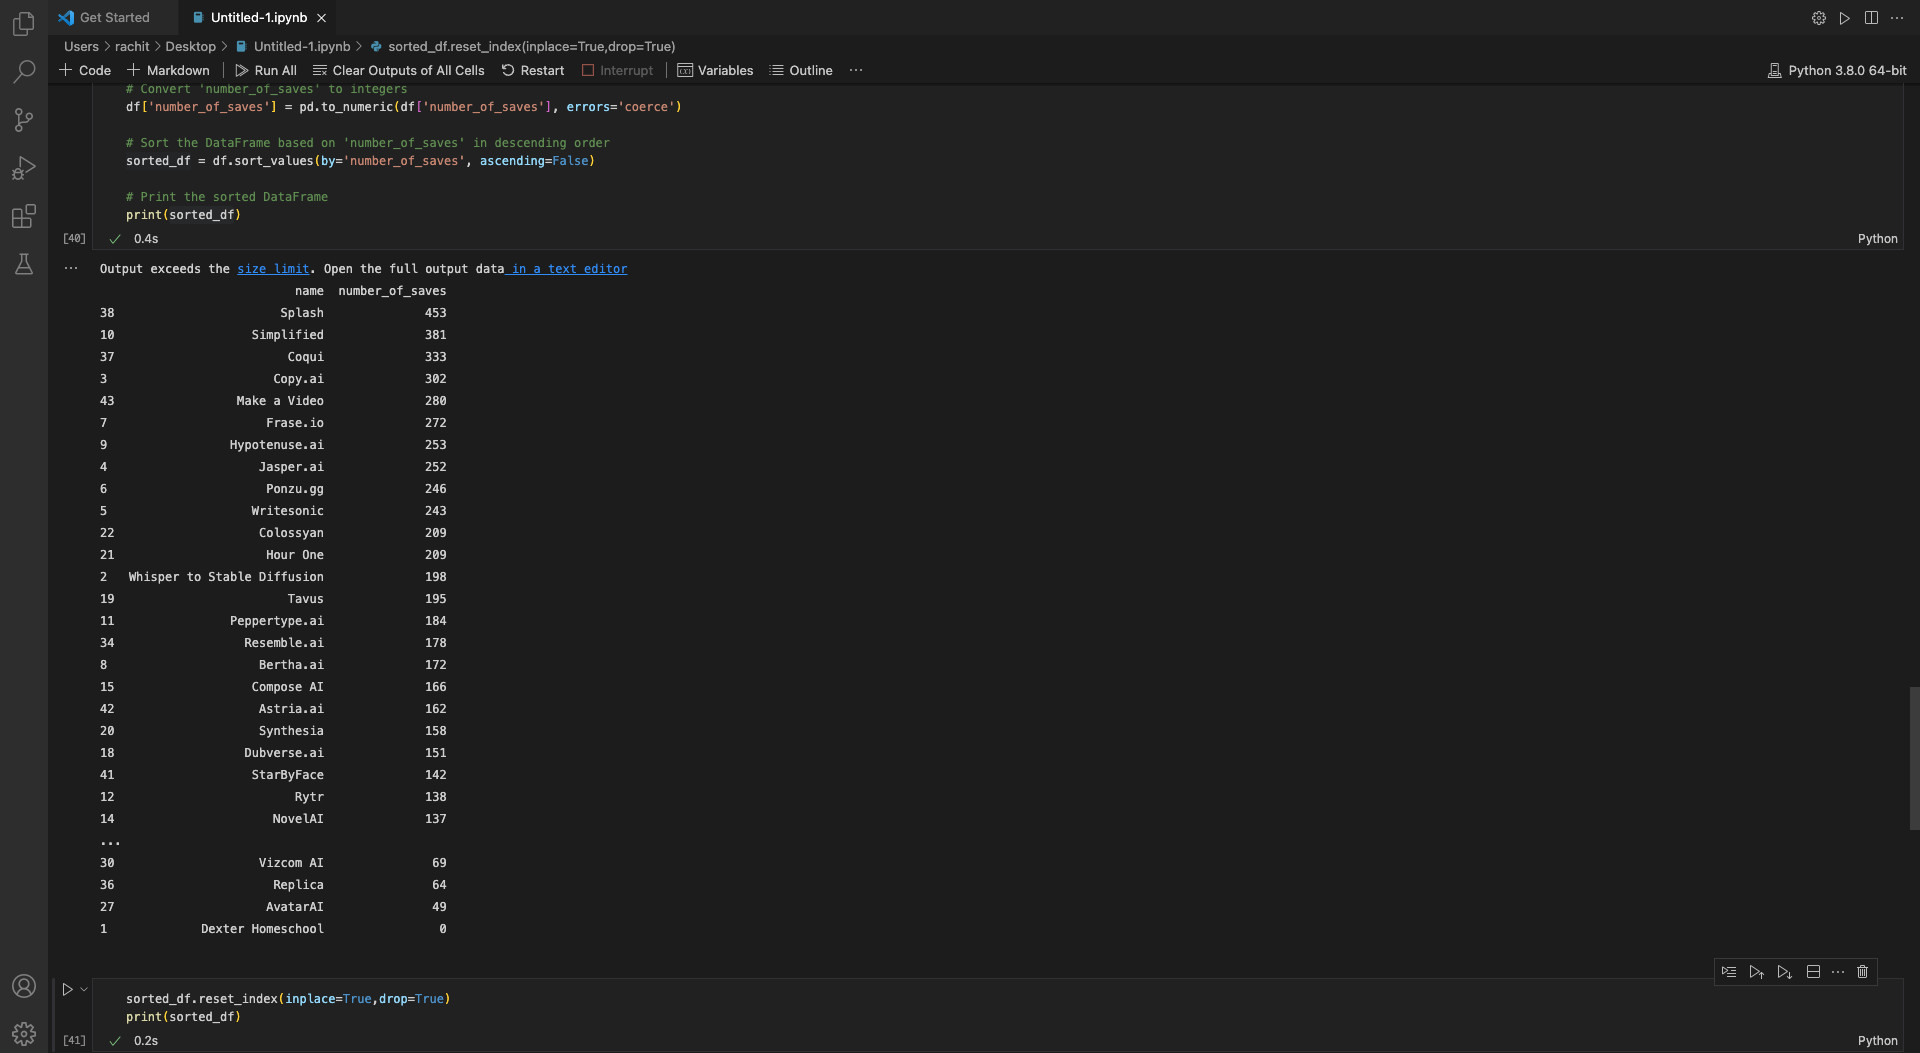 Get Started
Untitled-1.ipynb
Users > rachit > Desktop > Untitled-1.ipynb > sorted_df.reset_index(inplace=True,drop=True)
+ Code + Markdown Run All Clear Outputs of All Cells Restart Interrupt Variables Outline ... Python 3.8.0 64-bit
# Convert 'number_of_saves' to integers
df['number_of_saves'] = pd.to_numeric(df['number_of_saves'], errors='coerce')
# Sort the DataFrame based on 'number_of_saves' in descending order
sorted_df = df.sort_values(by='number_of_saves', ascending=False)
# Print the sorted DataFrame
print(sorted_df)
[40] 0.4s Python
... Output exceeds the size limit. Open the full output data in a text editor
name number_of_saves
38 Splash 453
10 Simplified 381
37 Coqui 333
3 Copy.ai 302
43 Make a Video 280
7 Frase.io 272
9 Hypotenuse.ai 253
4 Jasper.ai 252
6 Ponzu.gg 246
5 Writesonic 243
22 Colossyan 209
21 Hour One 209
2 Whisper to Stable Diffusion 198
19 Tavus 195
11 Peppertype.ai 184
34 Resemble.ai 178
8 Bertha.ai 172
15 Compose AI 166
42 Astria.ai 162
20 Synthesia 158
18 Dubverse.ai 151
41 StarByFace 142
12 Rytr 138
14 NovelAI 137
...
30 Vizcom AI 69
36 Replica 64
27 AvatarAI 49
1 Dexter Homeschool 0
sorted_df.reset_index(inplace=True,drop=True)
print(sorted_df)
[41] 0.2s Python